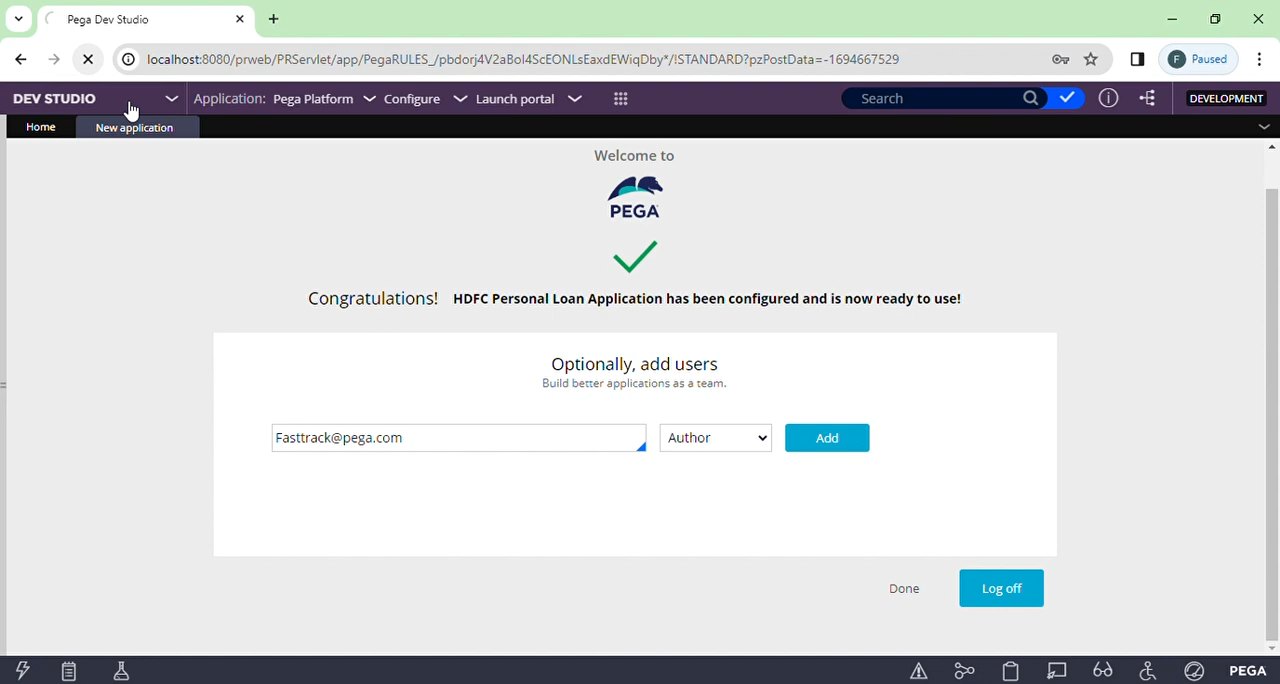 Pega Dev Studio
localhost:8080/prweb/PRServlet/app/PegaRULES_/pbdorj4V2aBol4ScEONLsEaxdEWiqDby*/!STANDARD?pzPostData=-1694667529
F Paused
DEV STUDIO Application: Pega Platform Configure Launch portal Search DEVELOPMENT
Home New application
Welcome to
PEGA
Congratulations! HDFC Personal Loan Application has been configured and is now ready to use!
Optionally, add users
Build better applications as a team.
Fasttrack@pega.com Author Add
Done Log off
PEGA